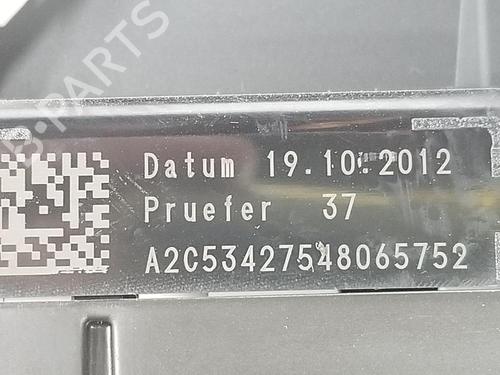 B-PARTS
Datum 19.10.2012
Pruefer 37
A2C53427548065752